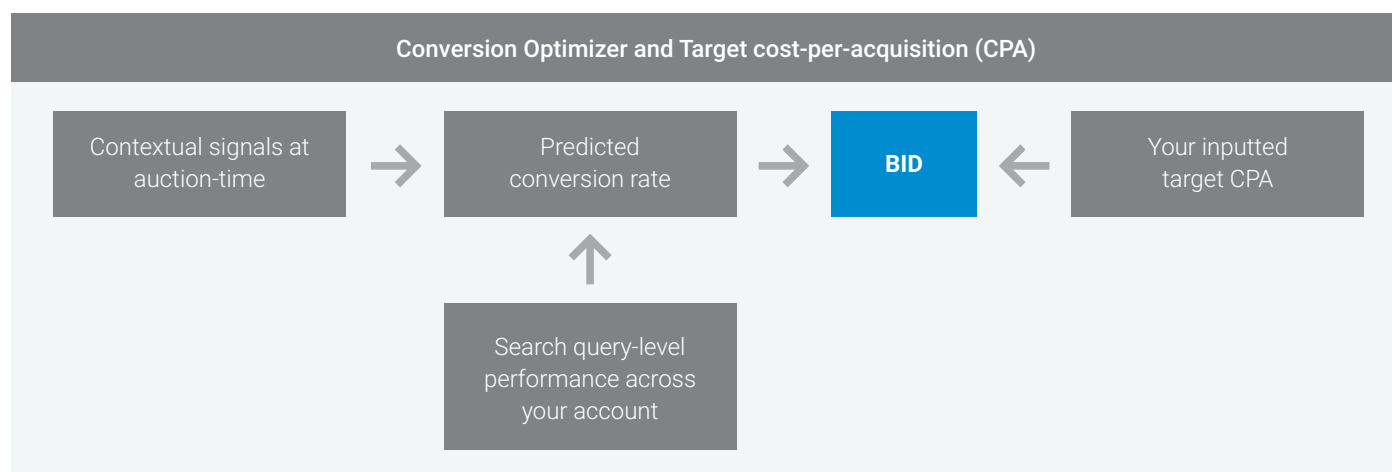 Conversion Optimizer and Target cost-per-acquisition (CPA)
Contextual signals at
auction-time
Predicted
conversion rate
BID
Your inputted
target CPA
Search query-level
performance across
your account